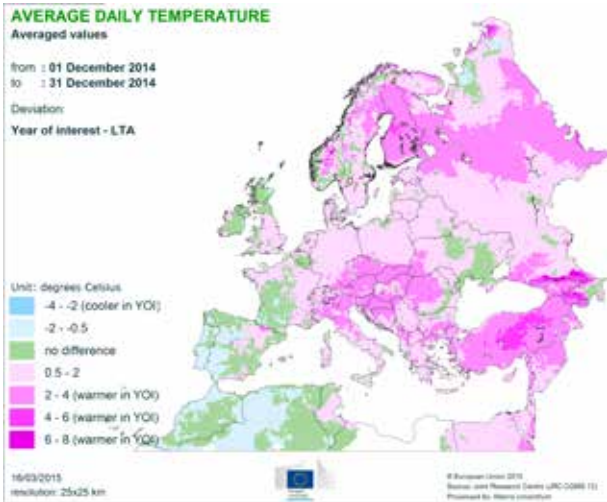 AVERAGE DAILY TEMPERATURE
Averaged values
from : 01 December 2014
to : 31 December 2014
Deviation:
Year of interest - LTA
Unit: degrees Celsius
-4 - -2 (cooler in YOI)
-2 - -0.5
no difference
0.5 - 2
2 - 4 (warmer in YOI)
4 - 6 (warmer in YOI)
6 - 8 (warmer in YOI)
16/03/2015
resolution: 25x25 km
© European Union 2015
Source: Joint Research Centre
Processed by